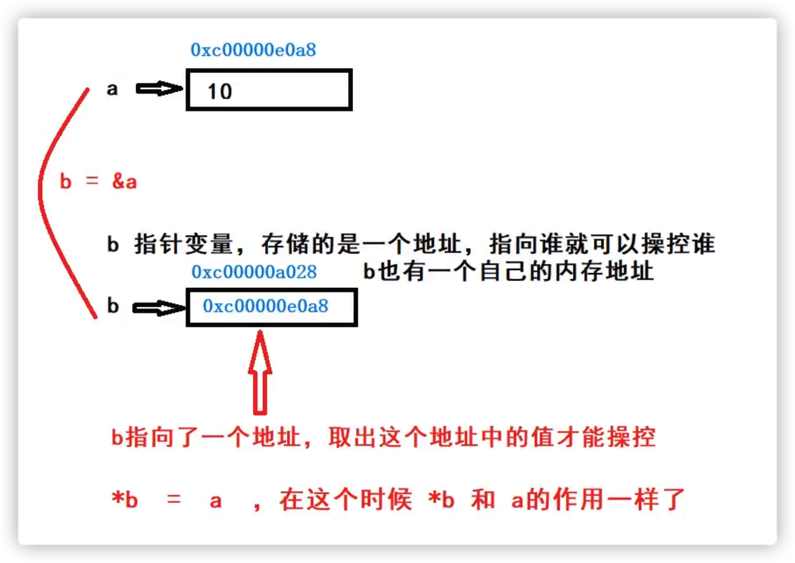 0xc00000e0a8
a 10
b = &a
b 指针变量，存储的是一个地址，指向谁就可以操控谁
0xc00000a028 b也有一个自己的内存地址
b 0xc00000e0a8
b指向了一个地址，取出这个地址中的值才能操控
*b = a ，在这个时候 *b 和 a的作用一样了